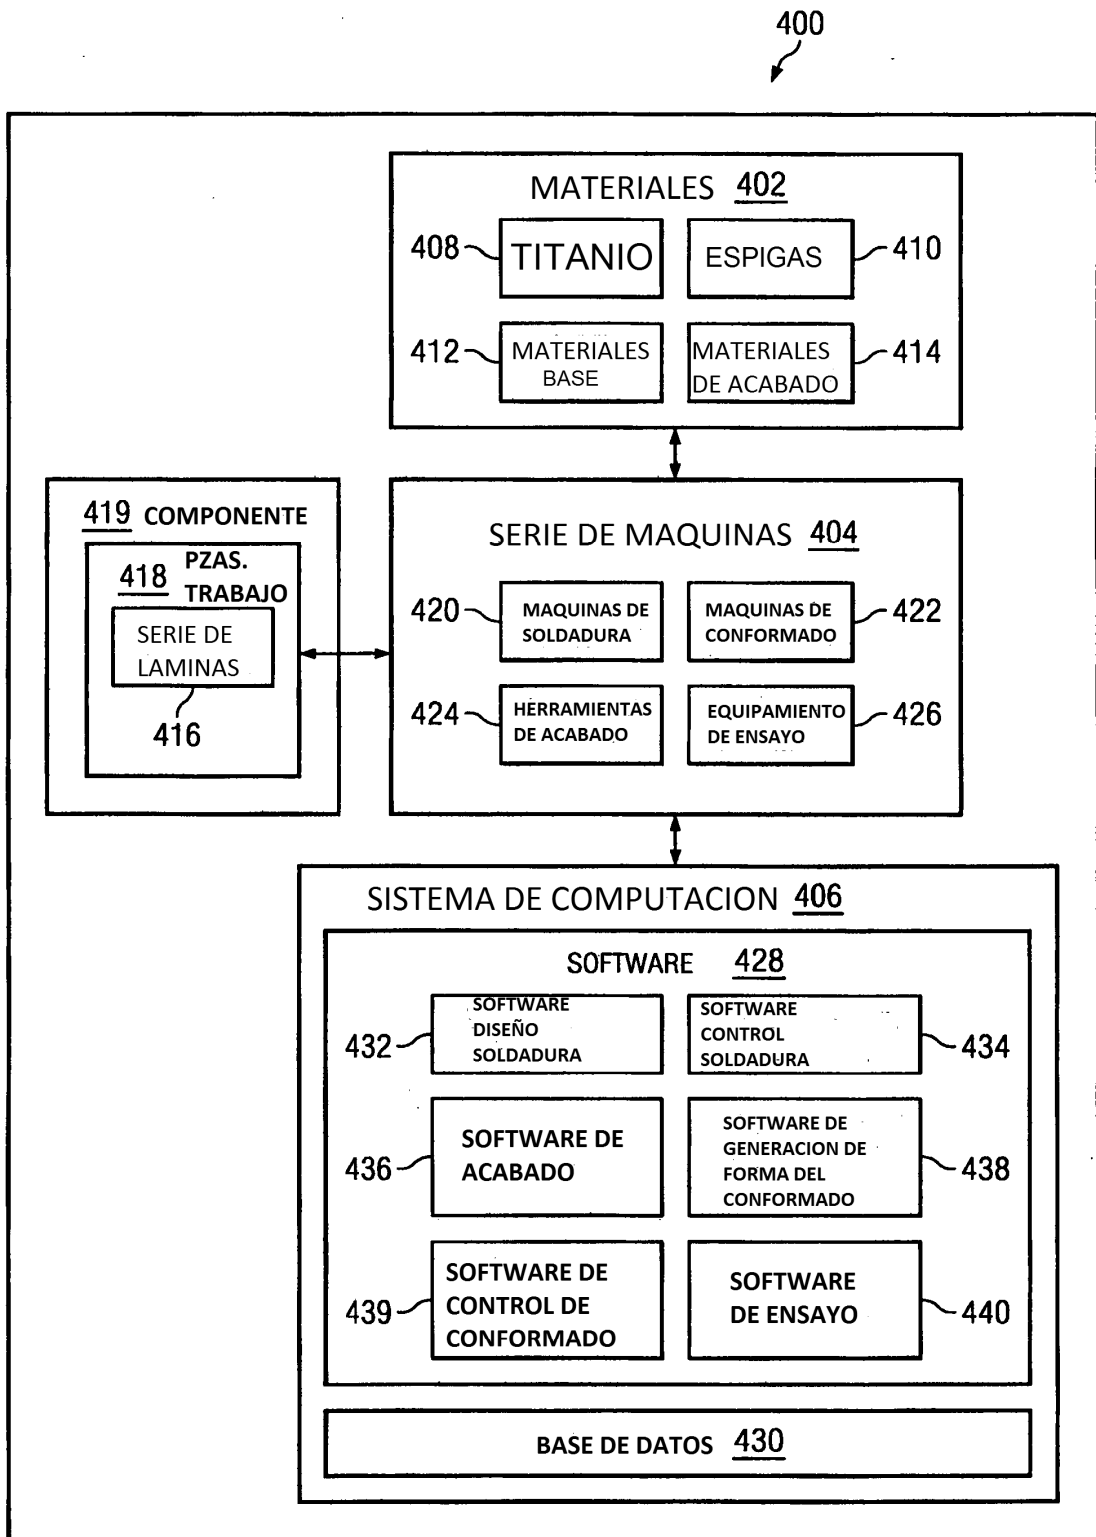 400
MATERIALES 402
408
TITANIO
ESPIGAS
410
412
MATERIALES
BASE
MATERIALES
DE ACABADO
414
419 COMPONENTE
418
PZAS.
TRABAJO
SERIE DE
LAMINAS
416
SERIE DE MAQUINAS 404
420
MAQUINAS DE
SOLDADURA
MAQUINAS DE
CONFORMADO
422
424
HERRAMIENTAS
DE ACABADO
EQUIPAMIENTO
DE ENSAYO
426
SISTEMA DE COMPUTACION 406
SOFTWARE 428
432
SOFTWARE
DISEÑO
SOLDADURA
SOFTWARE
CONTROL
SOLDADURA
434
436
SOFTWARE DE
ACABADO
SOFTWARE DE
GENERACION DE
FORMA DEL
CONFORMADO
438
439
SOFTWARE DE
CONTROL DE
CONFORMADO
SOFTWARE
DE ENSAYO
440
BASE DE DATOS 430